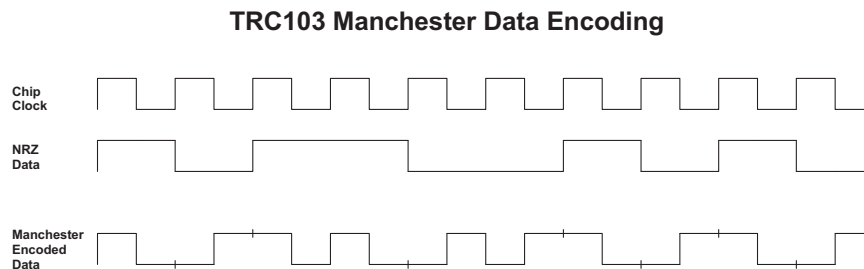 TRC103 Manchester Data Encoding
Chip
Clock
NRZ
Data
Manchester
Encoded
Data